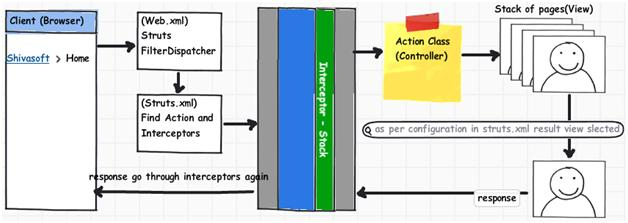 Client (Browser)
Shivasoft > Home
(Web.xml)
Struts
FilterDispatcher
(Struts.xml)
Find Action and
Interceptors
Interceptor - Stack
Action Class
(Controller)
Stack of pages(View)
as per configuration in struts.xml result view slected
response
response go through interceptors again